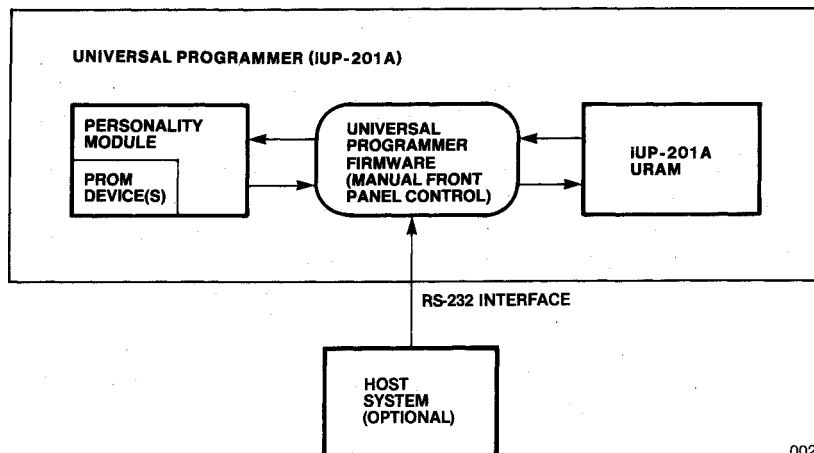 UNIVERSAL PROGRAMMER (iUP-201A)
PERSONALITY
MODULE
PROM
DEVICE(S)
UNIVERSAL
PROGRAMMER
FIRMWARE
(MANUAL FRONT
PANEL CONTROL)
iUP-201A
URAM
RS-232 INTERFACE
HOST
SYSTEM
(OPTIONAL)
002